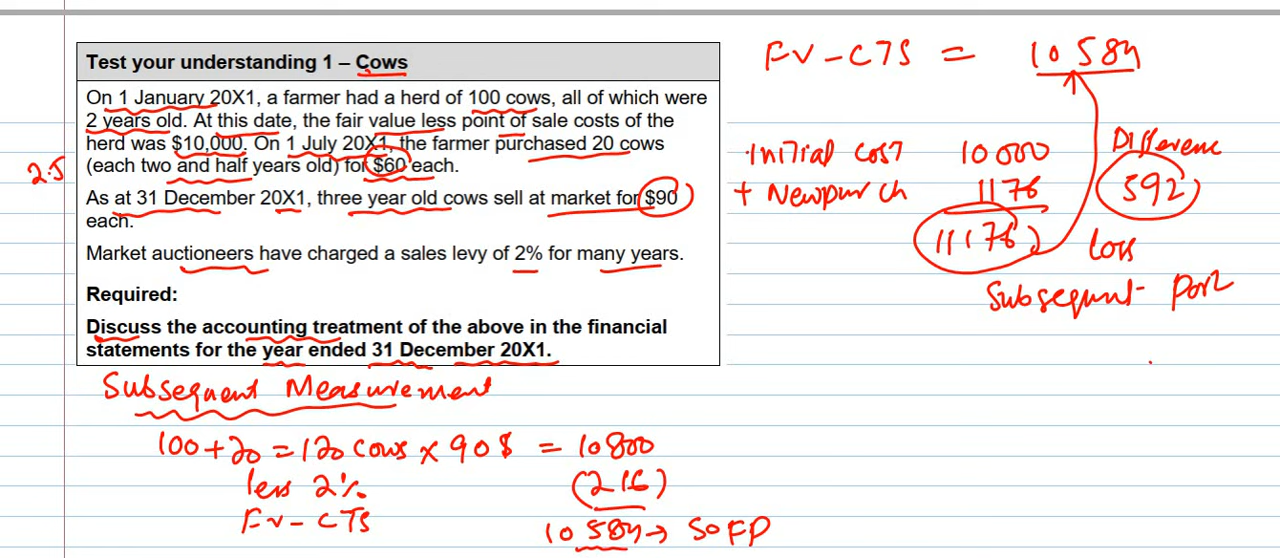 Test your understanding 1 – Cows
On 1 January 20X1, a farmer had a herd of 100 cows, all of which were
2 years old. At this date, the fair value less point of sale costs of the
herd was $10,000. On 1 July 20X1, the farmer purchased 20 cows
(each two and half years old) for $60 each.
2.5
As at 31 December 20X1, three year old cows sell at market for $90
each.
Market auctioneers have charged a sales levy of 2% for many years.
Required:
Discuss the accounting treatment of the above in the financial
statements for the year ended 31 December 20X1.
Subsequent Measurement
100+20 = 120 cows × 90$ = 10800
less 2% (216)
FV - CTS 10584 → SOFP
FV - CTS = 10584
Initial cost 10000
+ Newpurch 1176
11176
Differenc
592
Loss
Subsequent Port